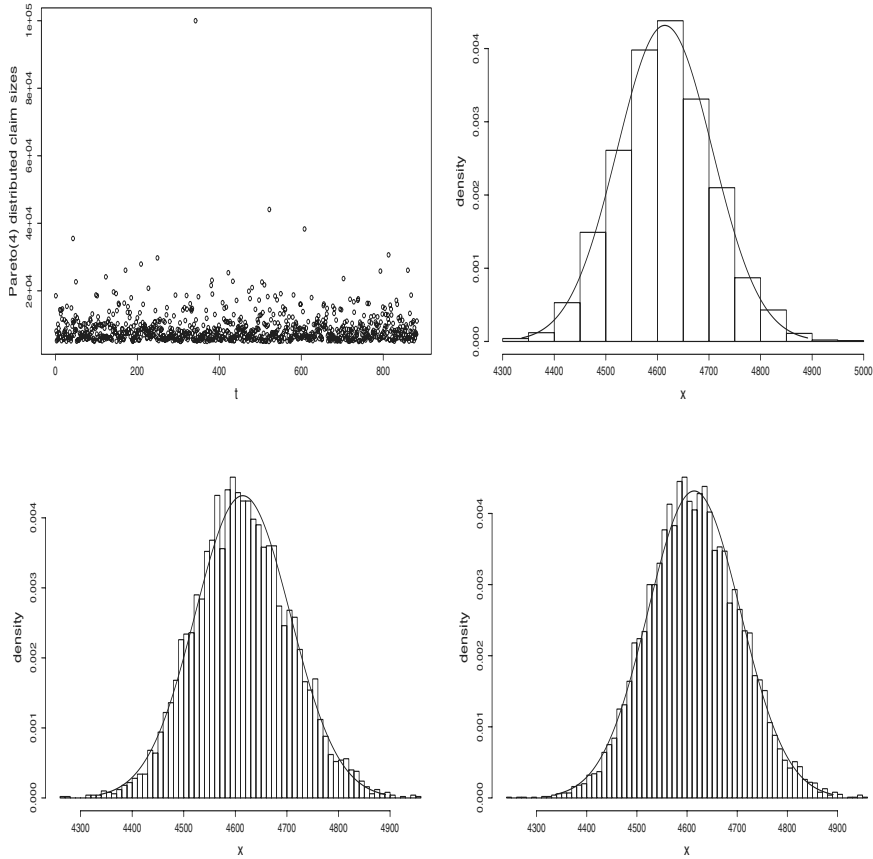 Pareto(4) distributed claim sizes
2e+04 4e+04 6e+04 8e+04 1e+05
0 200 400 600 800
t
density
0.000 0.001 0.002 0.003 0.004
4300 4400 4500 4600 4700 4800 4900 5000
x
density
0.000 0.001 0.002 0.003 0.004
4300 4400 4500 4600 4700 4800 4900
x
density
0.000 0.001 0.002 0.003 0.004
4300 4400 4500 4600 4700 4800 4900
x